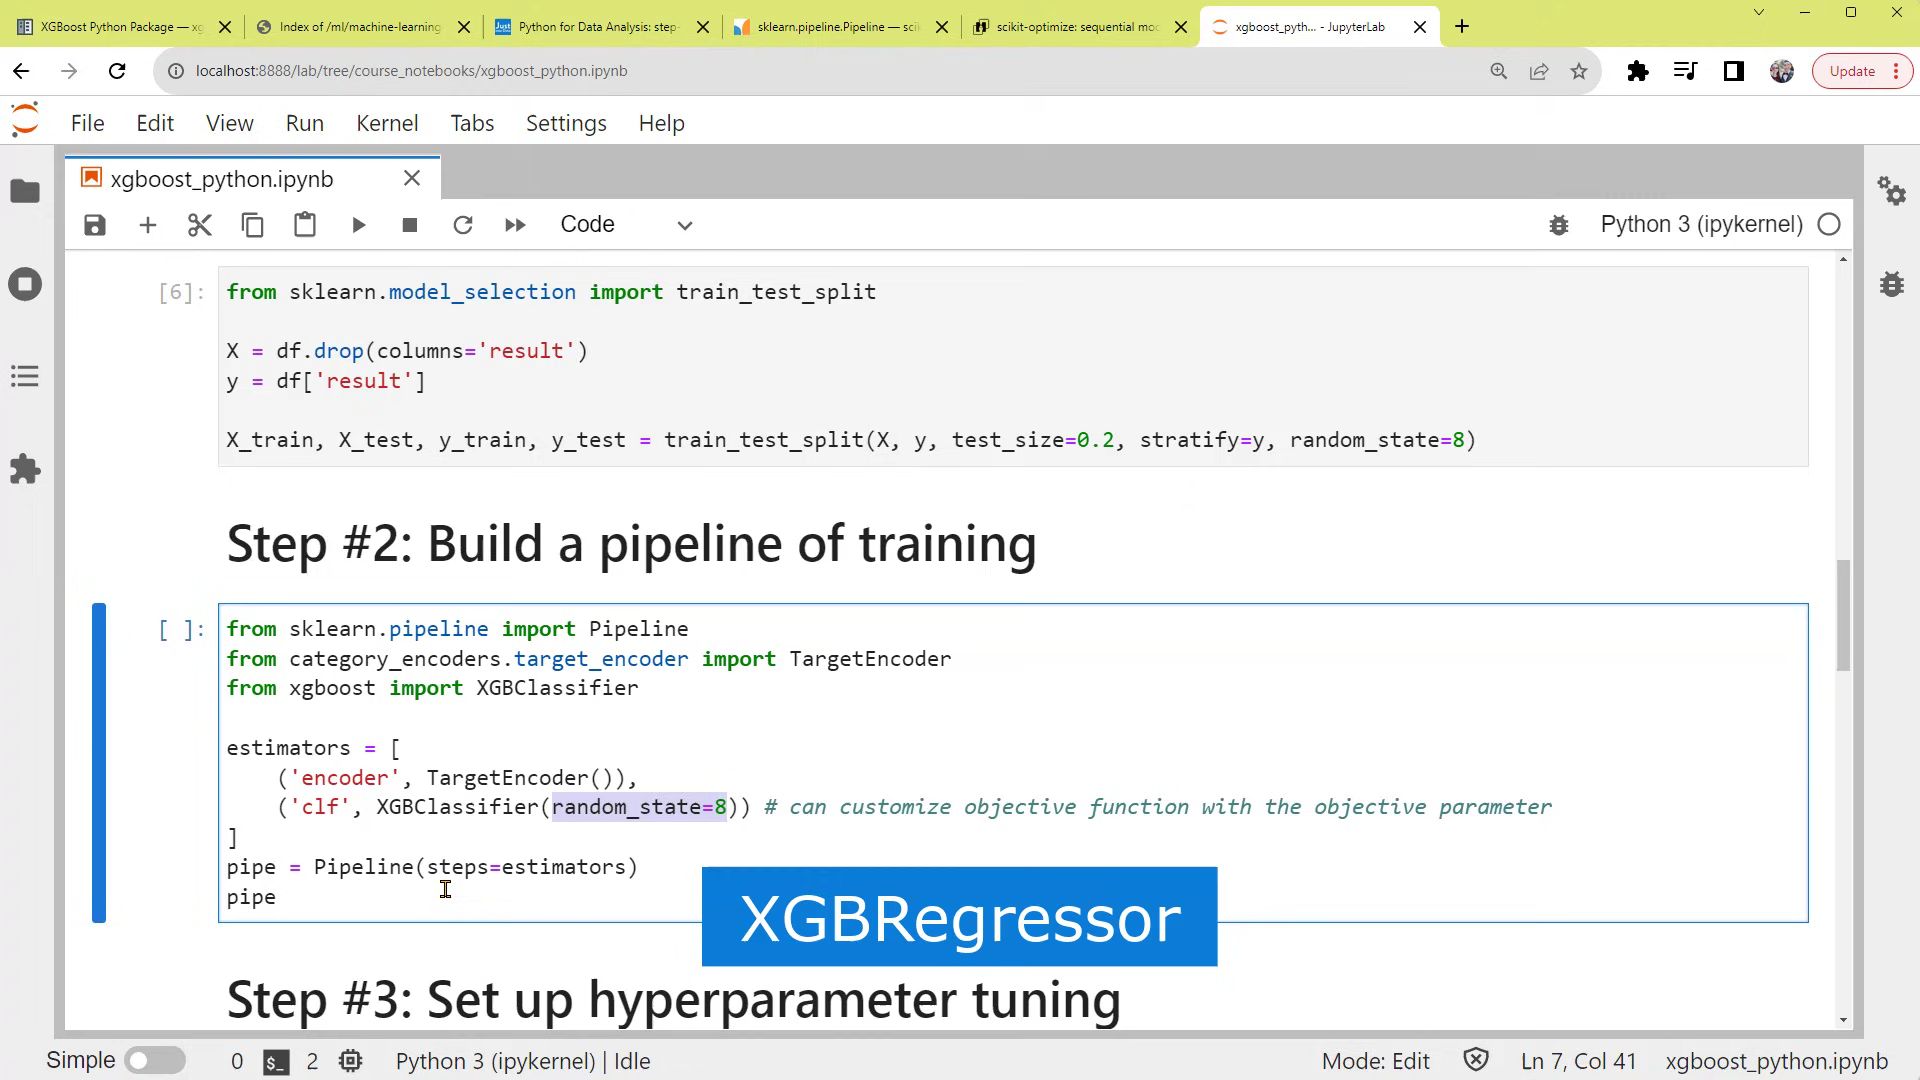 XGBoost Python Package — xg
Index of /ml/machine-learning
Python for Data Analysis: step-
sklearn.pipeline.Pipeline — scik
scikit-optimize: sequential mod
xgboost_pyth... - JupyterLab
localhost:8888/lab/tree/course_notebooks/xgboost_python.ipynb
Update
File Edit View Run Kernel Tabs Settings Help
xgboost_python.ipynb
Code
Python 3 (ipykernel)
[6]:
from sklearn.model_selection import train_test_split
X = df.drop(columns='result')
y = df['result']
X_train, X_test, y_train, y_test = train_test_split(X, y, test_size=0.2, stratify=y, random_state=8)
Step #2: Build a pipeline of training
[ ]:
from sklearn.pipeline import Pipeline
from category_encoders.target_encoder import TargetEncoder
from xgboost import XGBClassifier
estimators = [
('encoder', TargetEncoder()),
('clf', XGBClassifier(random_state=8)) # can customize objective function with the objective parameter
]
pipe = Pipeline(steps=estimators)
pipe
XGBRegressor
Step #3: Set up hyperparameter tuning
Simple 0 $_ 2 Python 3 (ipykernel) | Idle Mode: Edit Ln 7, Col 41 xgboost_python.ipynb